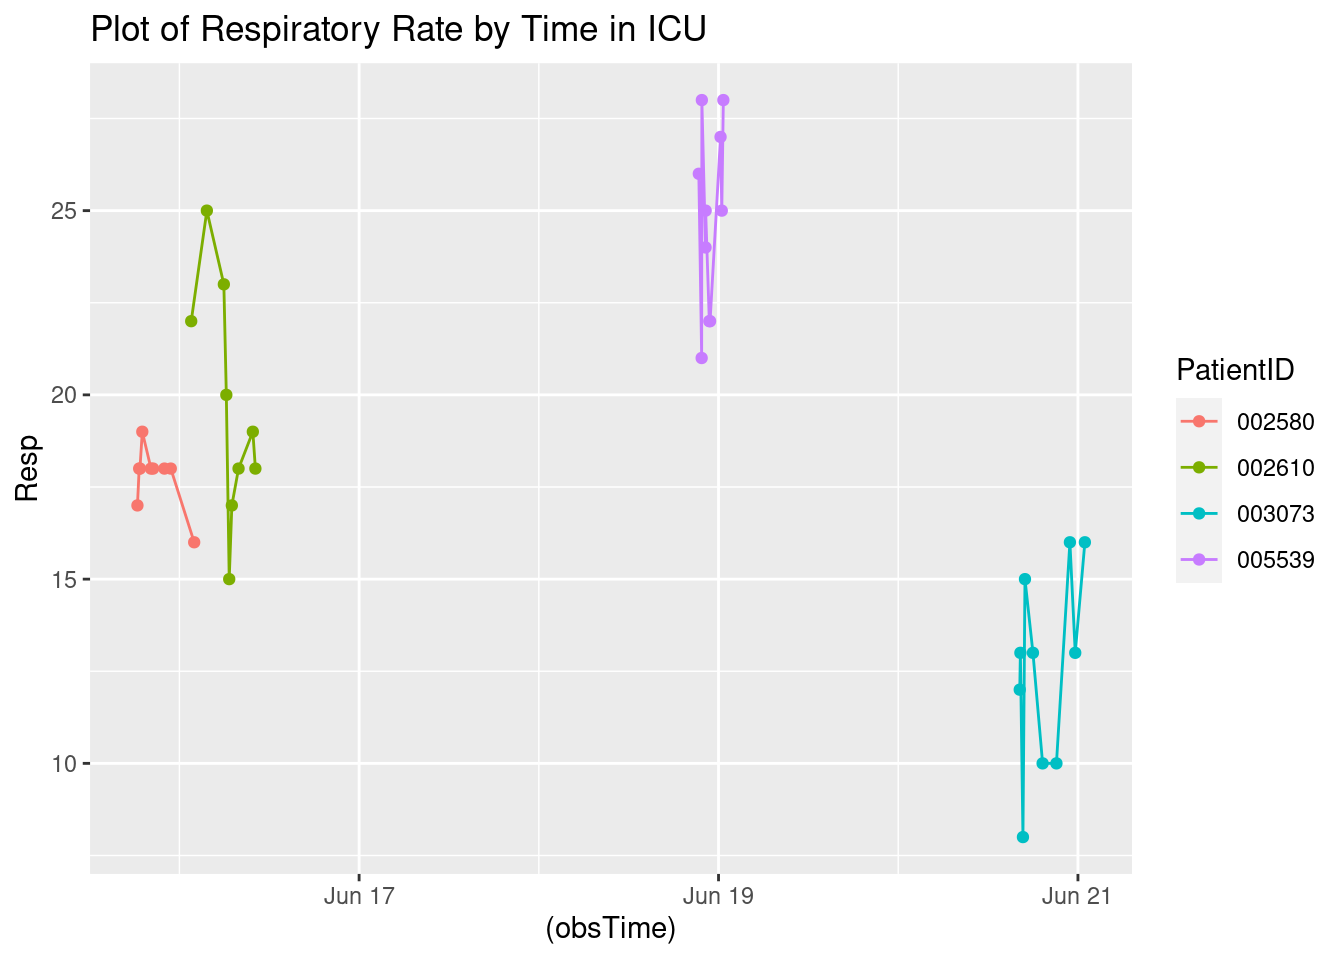 Plot of Respiratory Rate by Time in ICU
Resp
25
20
15
10
Jun 17
Jun 19
Jun 21
(obsTime)
PatientID
002580
002610
003073
005539